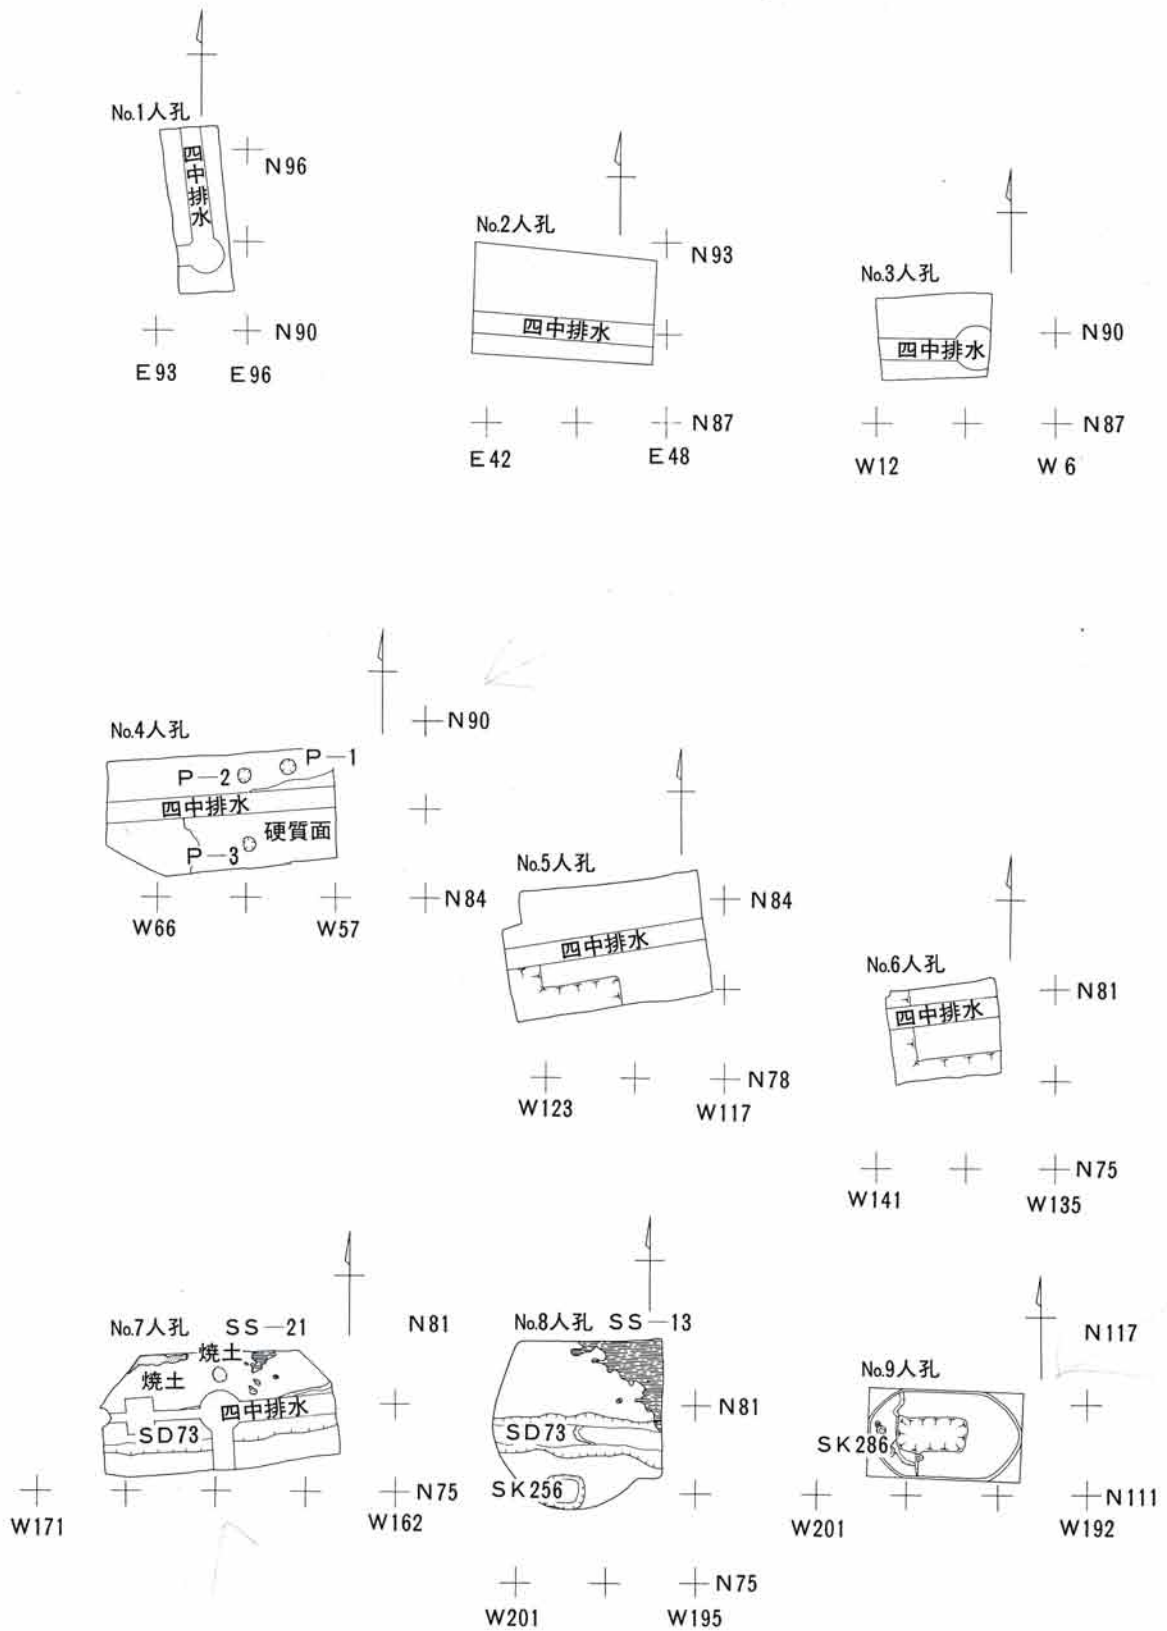 No.1人孔
四中排水
N96
N90
E93 E96
No.2人孔
四中排水
N93
N87
E42 E48
No.3人孔
四中排水
N90
N87
W12 W6
No.4人孔
P-1
P-2
四中排水
硬質面
P-3
N90
N84
W66 W57
No.5人孔
四中排水
N84
N78
W123 W117
No.6人孔
四中排水
N81
N75
W141 W135
No.7人孔 SS-21
焼土
焼土
四中排水
SD73
N81
N75
W171 W162
No.8人孔 SS-13
SD73
SK256
N81
N75
W201 W195
No.9人孔
SK286
N117
N111
W201 W192